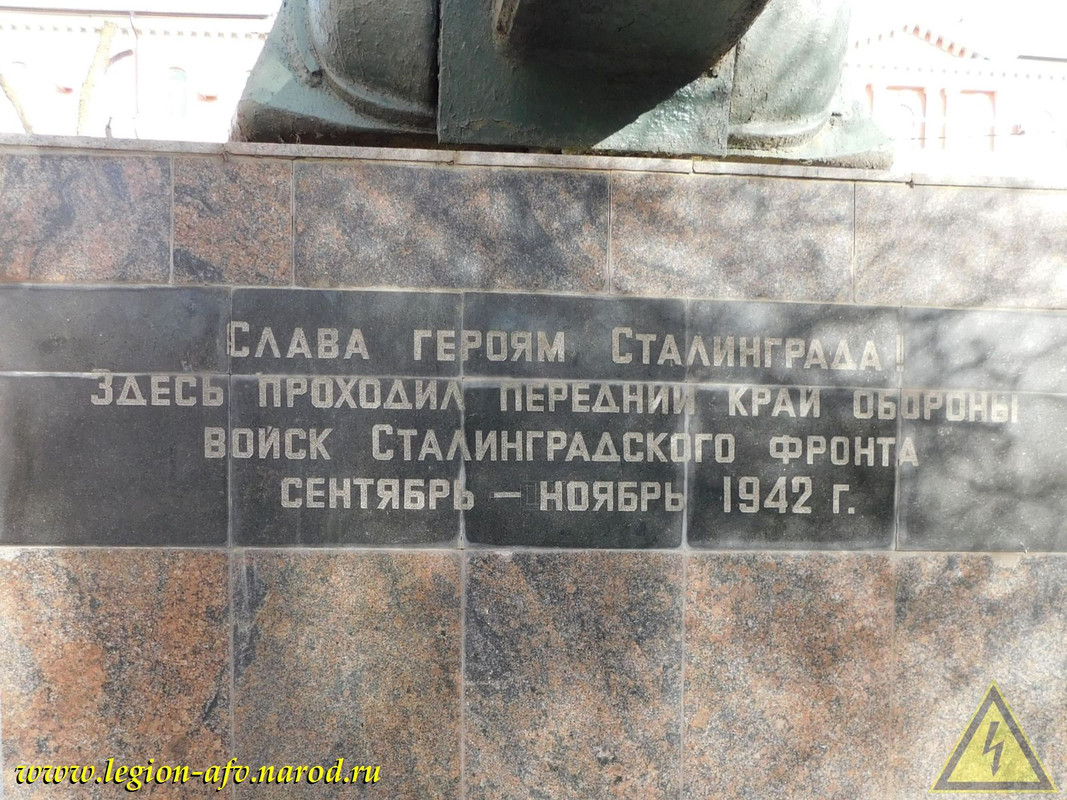 Слава героям Сталинграда!
Здесь проходил передний край обороны
войск Сталинградского фронта
сентябрь – ноябрь 1942 г.
www.legion-afv.narod.ru